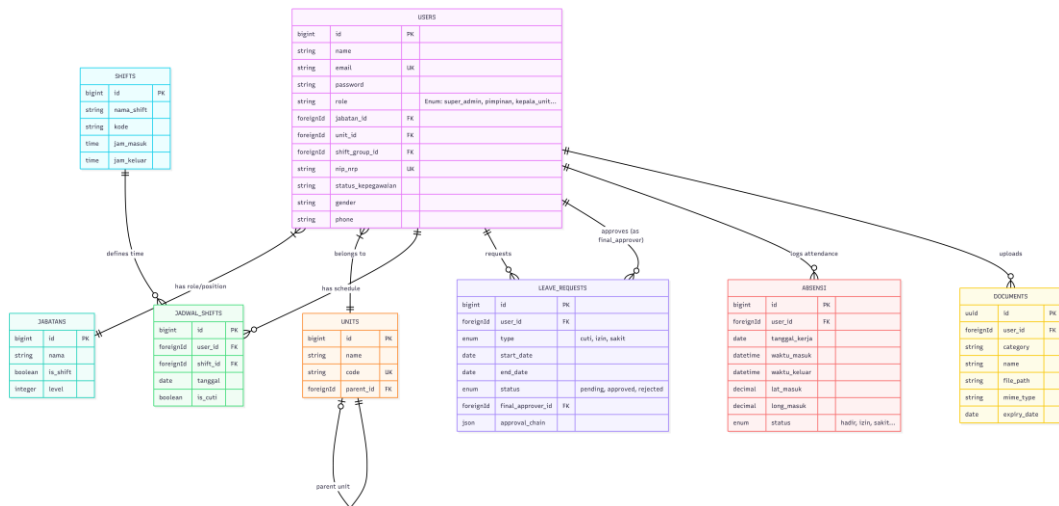 USERS
bigint id PK
string name
string email UK
string password
string role Enum: super_admin, pimpinan, kepala_unit...
foreignId jabatan_id FK
foreignId unit_id FK
foreignId shift_group_id FK
string nip_nrp UK
string status_kepegawaian
string gender
string phone
SHIFTS
bigint id PK
string nama_shift
string kode
time jam_masuk
time jam_keluar
defines time
has role/position
belongs to
has schedule
requests
approves (as
final_approver)
logs attendance
uploads
JABATANS
bigint id PK
string nama
boolean is_shift
integer level
JADWAL_SHIFTS
bigint id PK
foreignId user_id FK
foreignId shift_id FK
date tanggal
boolean is_cuti
UNITS
bigint id PK
string name
string code UK
foreignId parent_id FK
parent unit
LEAVE_REQUESTS
bigint id PK
foreignId user_id FK
enum type cuti, izin, sakit
date start_date
date end_date
enum status pending, approved, rejected
foreignId final_approver_id FK
json approval_chain
ABSENSI
bigint id PK
foreignId user_id FK
date tanggal_kerja
datetime waktu_masuk
datetime waktu_keluar
decimal lat_masuk
decimal long_masuk
enum status hadir, izin, sakit...
DOCUMENTS
uuid id PK
foreignId user_id FK
string category
string name
string file_path
string mime_type
date expiry_date